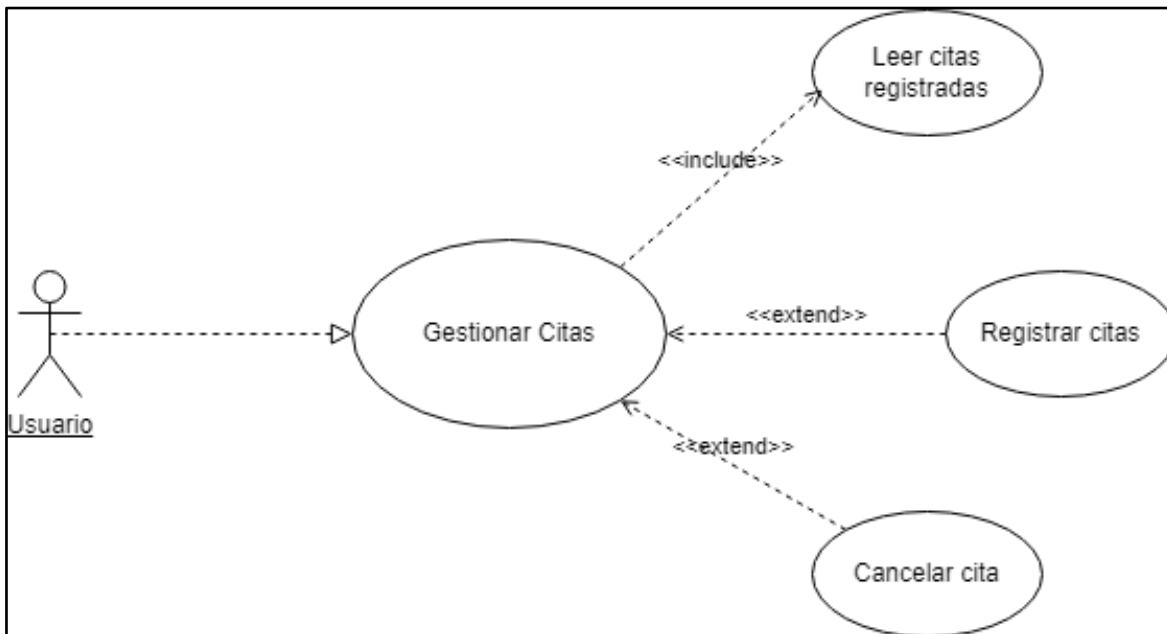 Leer citas
registradas
<<include>>
Gestionar Citas
<<extend>>
Registrar citas
Usuario
<<extend>>
Cancelar cita